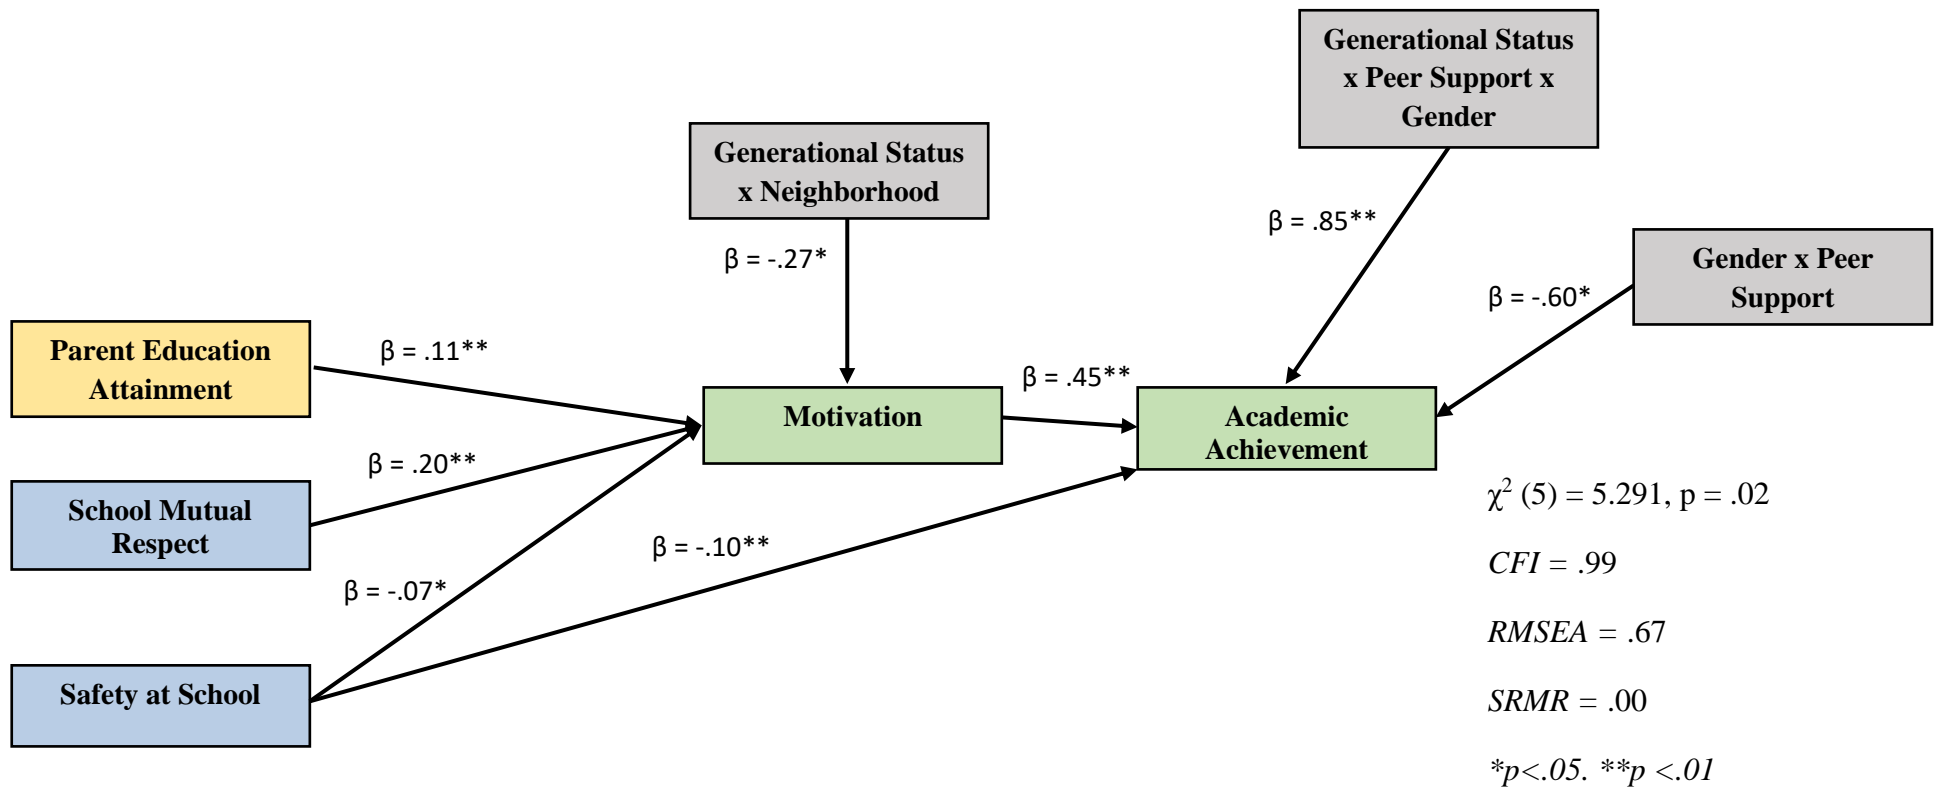 Generational Status
x Peer Support x
Gender
Generational Status
x Neighborhood
β = .85**
β = -.27*
Gender x Peer
Support
β = -.60*
Parent Education
Attainment
β = .11**
β = .45**
Motivation
Academic
Achievement
β = .20**
School Mutual
Respect
β = -.10**
β = -.07*
Safety at School
χ² (5) = 5.291, p = .02
CFI = .99
RMSEA = .67
SRMR = .00
*p<.05. **p <.01